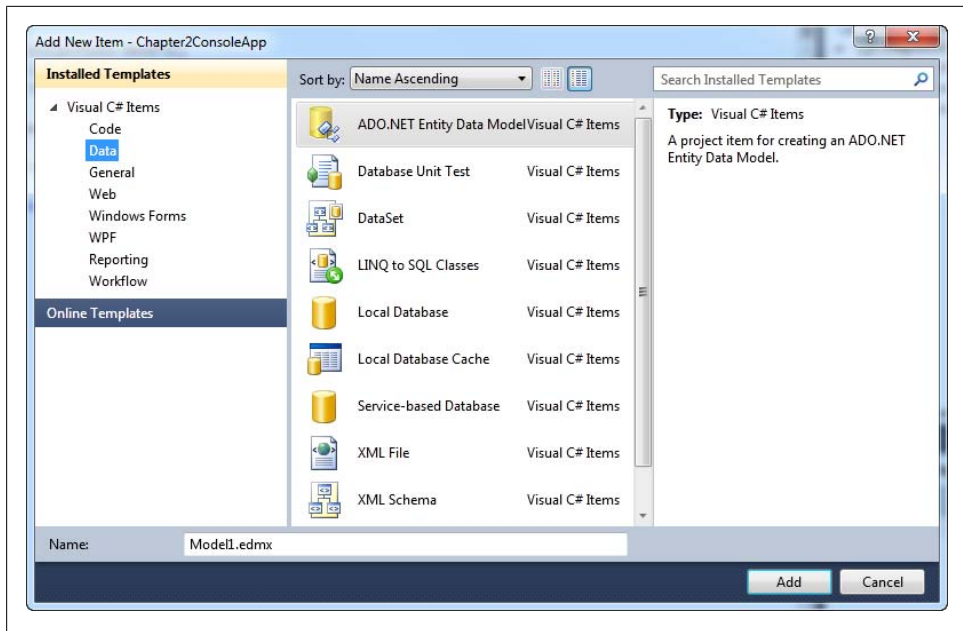 Add New Item - Chapter2ConsoleApp
Installed Templates
Sort by: Name Ascending
Search Installed Templates
Visual C# Items
Code
Data
General
Web
Windows Forms
WPF
Reporting
Workflow
Online Templates
ADO.NET Entity Data Model Visual C# Items
Database Unit Test Visual C# Items
DataSet Visual C# Items
LINQ to SQL Classes Visual C# Items
Local Database Visual C# Items
Local Database Cache Visual C# Items
Service-based Database Visual C# Items
XML File Visual C# Items
XML Schema Visual C# Items
Type: Visual C# Items
A project item for creating an ADO.NET
Entity Data Model.
Name: Model1.edmx
Add Cancel